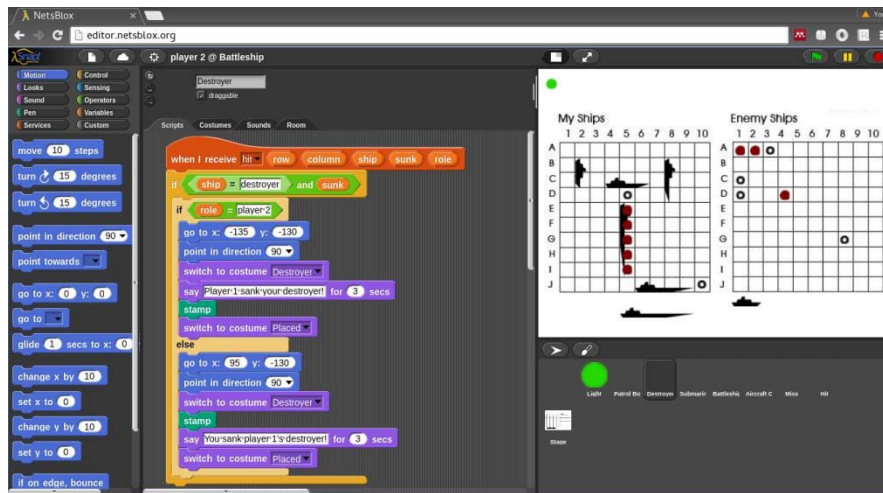 NetsBlox
You
editor.netsblox.org
Snap!
player 2 @ Battleship
Motion Control
Looks Sensing
Sound Operators
Pen Variables
Services Custom
Destroyer
draggable
Scripts Costumes Sounds Room
move 10 steps
turn 15 degrees
turn 15 degrees
point in direction 90
point towards
go to x: 0 y: 0
go to
glide 1 secs to x: 0
change x by 10
set x to 0
change y by 10
set y to 0
if on edge, bounce
when I receive hit row column ship sunk role
if ship = destroyer and sunk
if role = player·2
go to x: -135 y: -130
point in direction 90
switch to costume Destroyer
say Player·1·sank·your·destroyer! for 3 secs
stamp
switch to costume Placed
else
go to x: 95 y: -130
point in direction 90
switch to costume Destroyer
stamp
say You·sank·player·1's·destroyer! for 3 secs
switch to costume Placed
My Ships
1 2 3 4 5 6 7 8 9 10
A
B
C
D
E
F
G
H
I
J
Enemy Ships
1 2 3 4 5 6 7 8 9 10
A
B
C
D
E
F
G
H
I
J
Light Patrol Bo Destroyer Submarin Battleshi Aircraft C Miss Hit
Stage